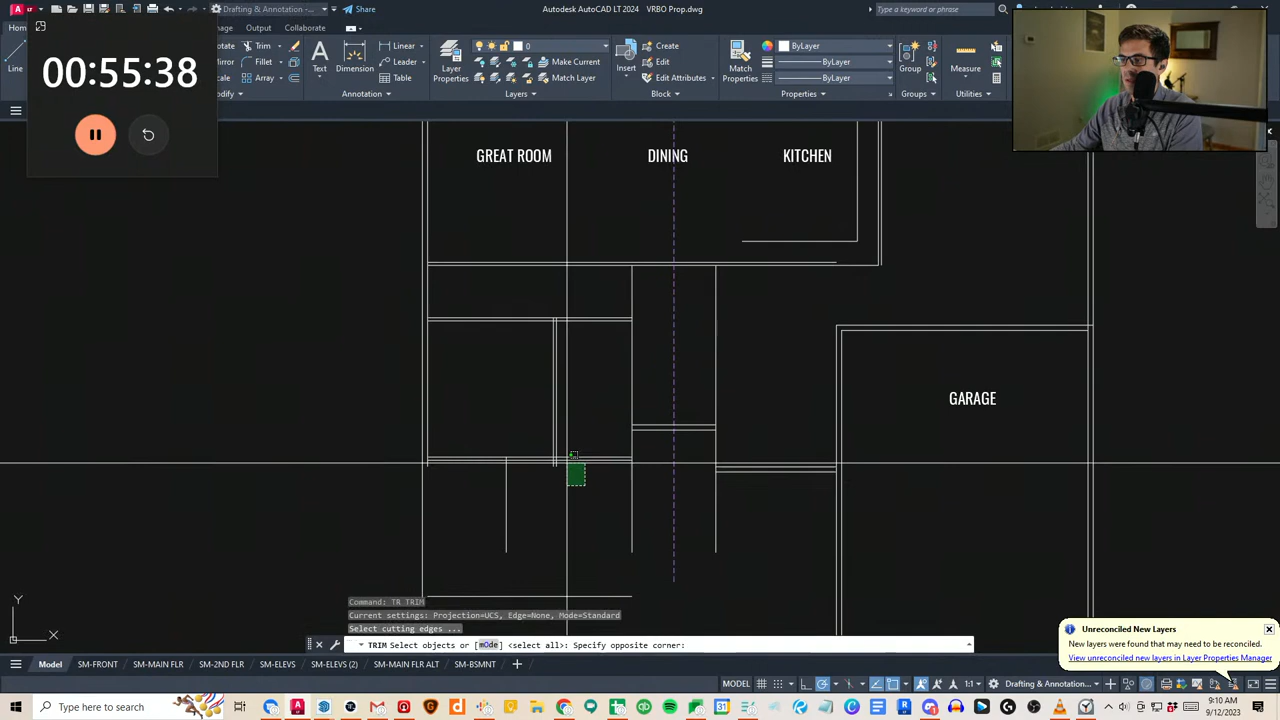 Drafting & Annotation
Autodesk AutoCAD LT 2024 VRBO Prop.dwg
Type a keyword or phrase
Output Collaborate
Trim
Fillet
Array
Text
Dimension
Linear
Leader
Table
Annotation
Layer
Properties
0
Make Current
Match Layer
Layers
Insert
Create
Edit
Edit Attributes
Block
Match
Properties
ByLayer
ByLayer
ByLayer
Properties
Group
Groups
Measure
Utilities
Line
00:55:38
GREAT ROOM
DINING
KITCHEN
GARAGE
Y
X
Command: TR TRIM
Current settings: Projection=UCS, Edge=None, Mode=Standard
Select cutting edges ...
TRIM Select objects or [mOde] <select all>: Specify opposite corner:
Unreconciled New Layers
New layers were found that may need to be reconciled.
View unreconciled new layers in Layer Properties Manager
Model
SM-FRONT
SM-MAIN FLR
SM-2ND FLR
SM-ELEVS
SM-ELEVS (2)
SM-MAIN FLR ALT
SM-BSMNT
MODEL
1:1
Drafting & Annotation
Type here to search
9:10 AM
9/12/2023